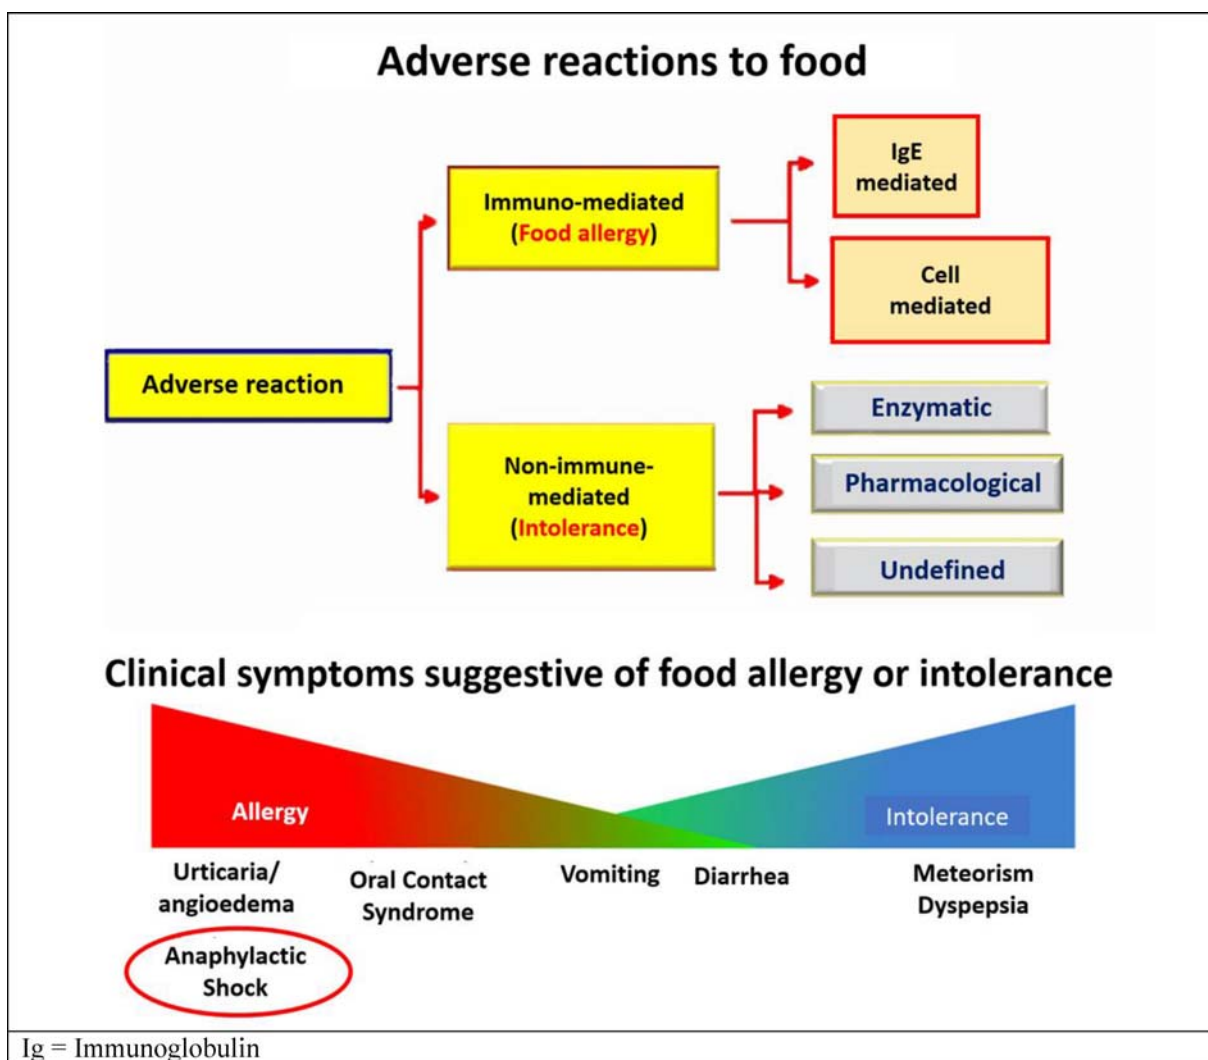 Adverse reactions to food
IgE
mediated
Immuno-mediated
(Food allergy)
Cell
mediated
Adverse reaction
Enzymatic
Non-immune-
mediated
(Intolerance)
Pharmacological
Undefined
Clinical symptoms suggestive of food allergy or intolerance
Allergy
Intolerance
Urticaria/
angioedema
Oral Contact
Syndrome
Vomiting
Diarrhea
Meteorism
Dyspepsia
Anaphylactic
Shock
Ig = Immunoglobulin